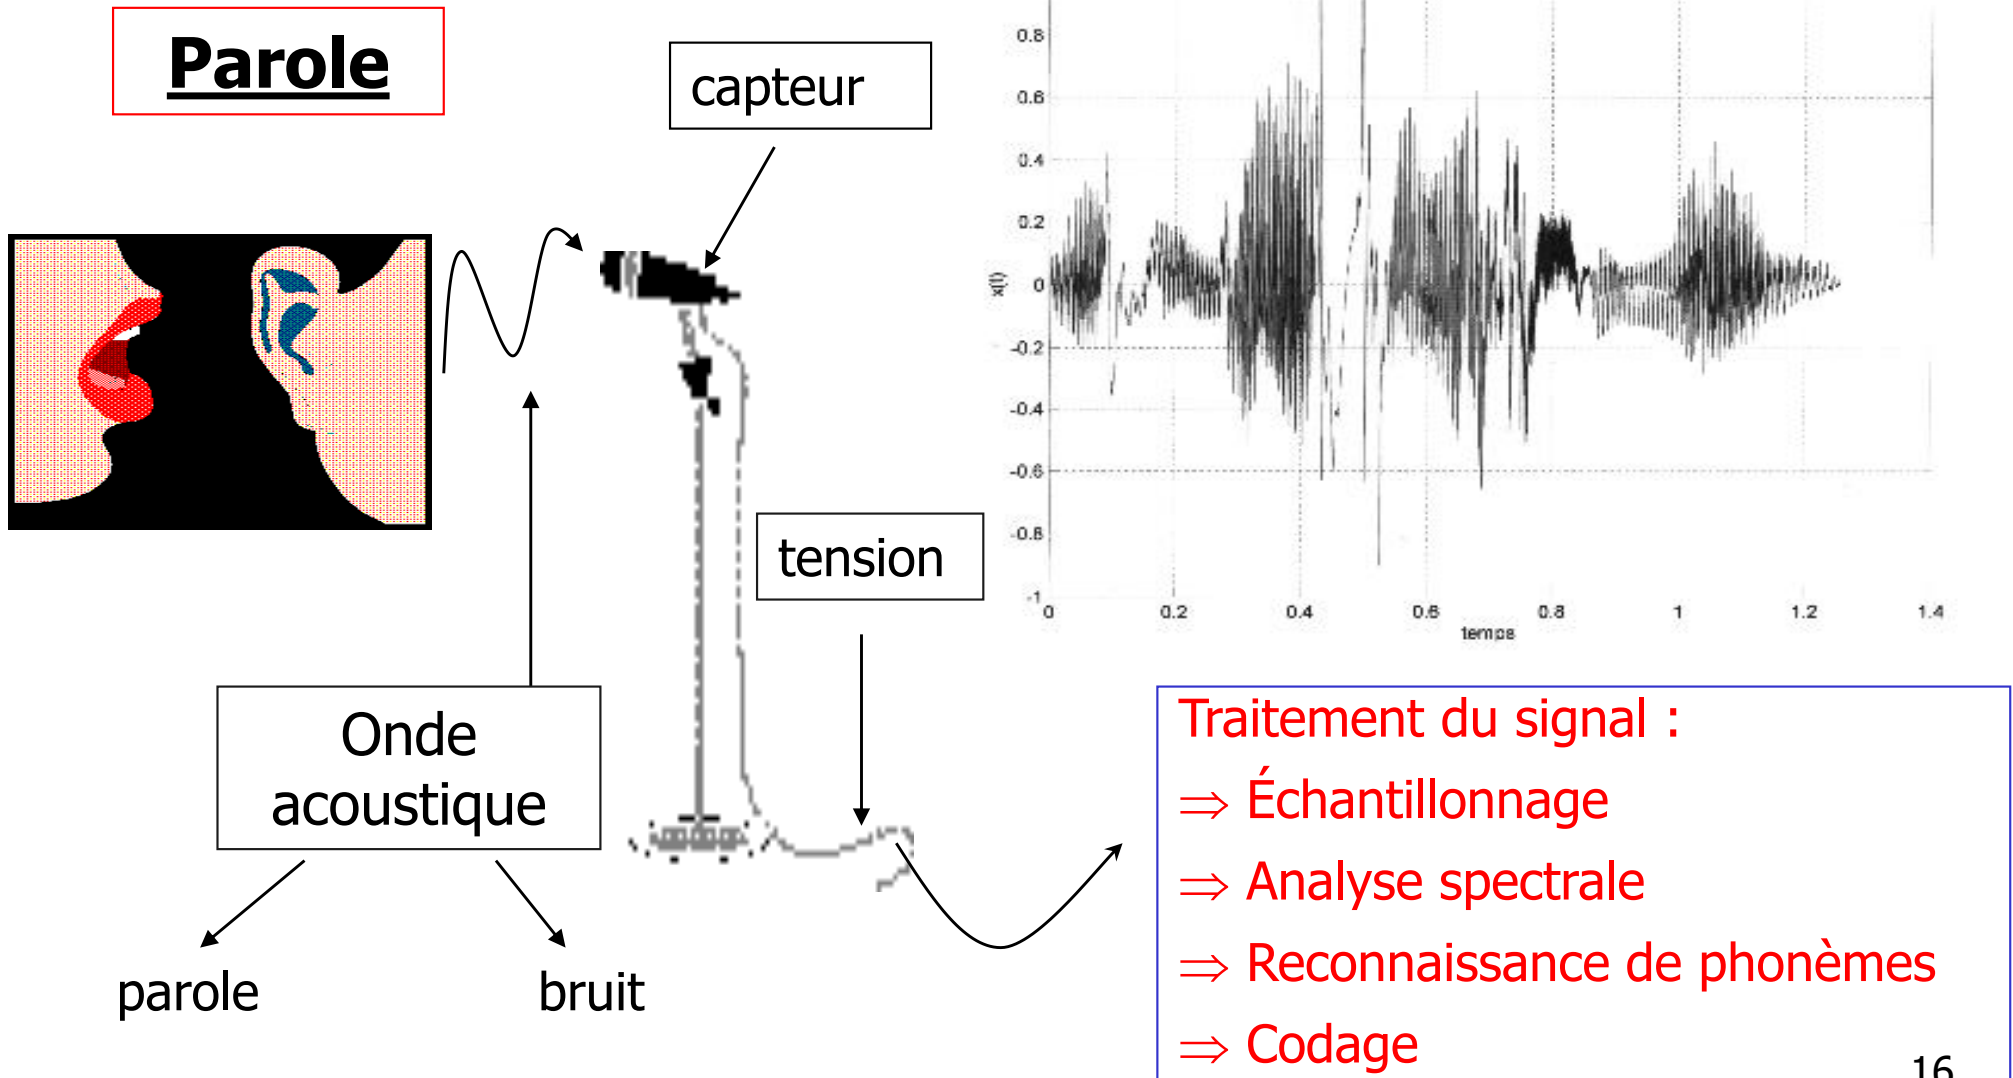 Parole
capteur
tension
Onde
acoustique
parole
bruit
0.8
0.6
0.4
0.2
0
-0.2
-0.4
-0.6
-0.8
-1
x(t)
0 0.2 0.4 0.6 0.8 1 1.2 1.4
temps
Traitement du signal :
⇒ Échantillonnage
⇒ Analyse spectrale
⇒ Reconnaissance de phonèmes
⇒ Codage
16